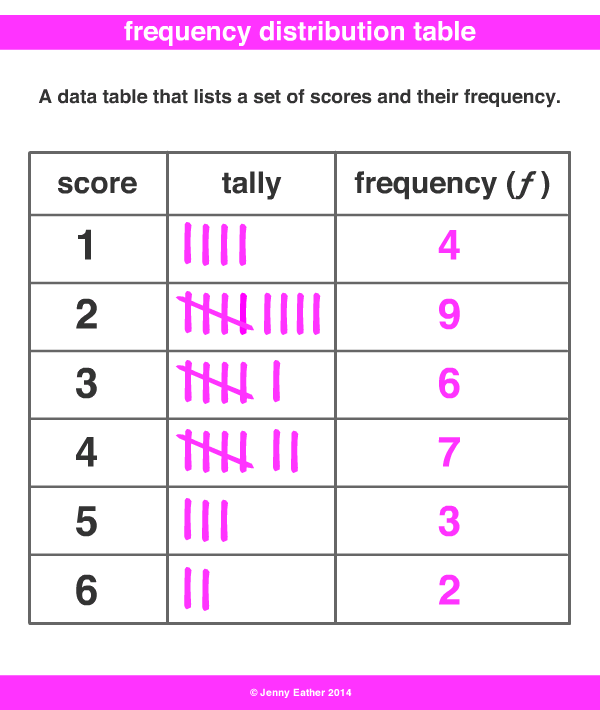 frequency distribution table
A data table that lists a set of scores and their frequency.
score tally frequency (ƒ )
1 4
2 9
3 6
4 7
5 3
6 2
© Jenny Eather 2014